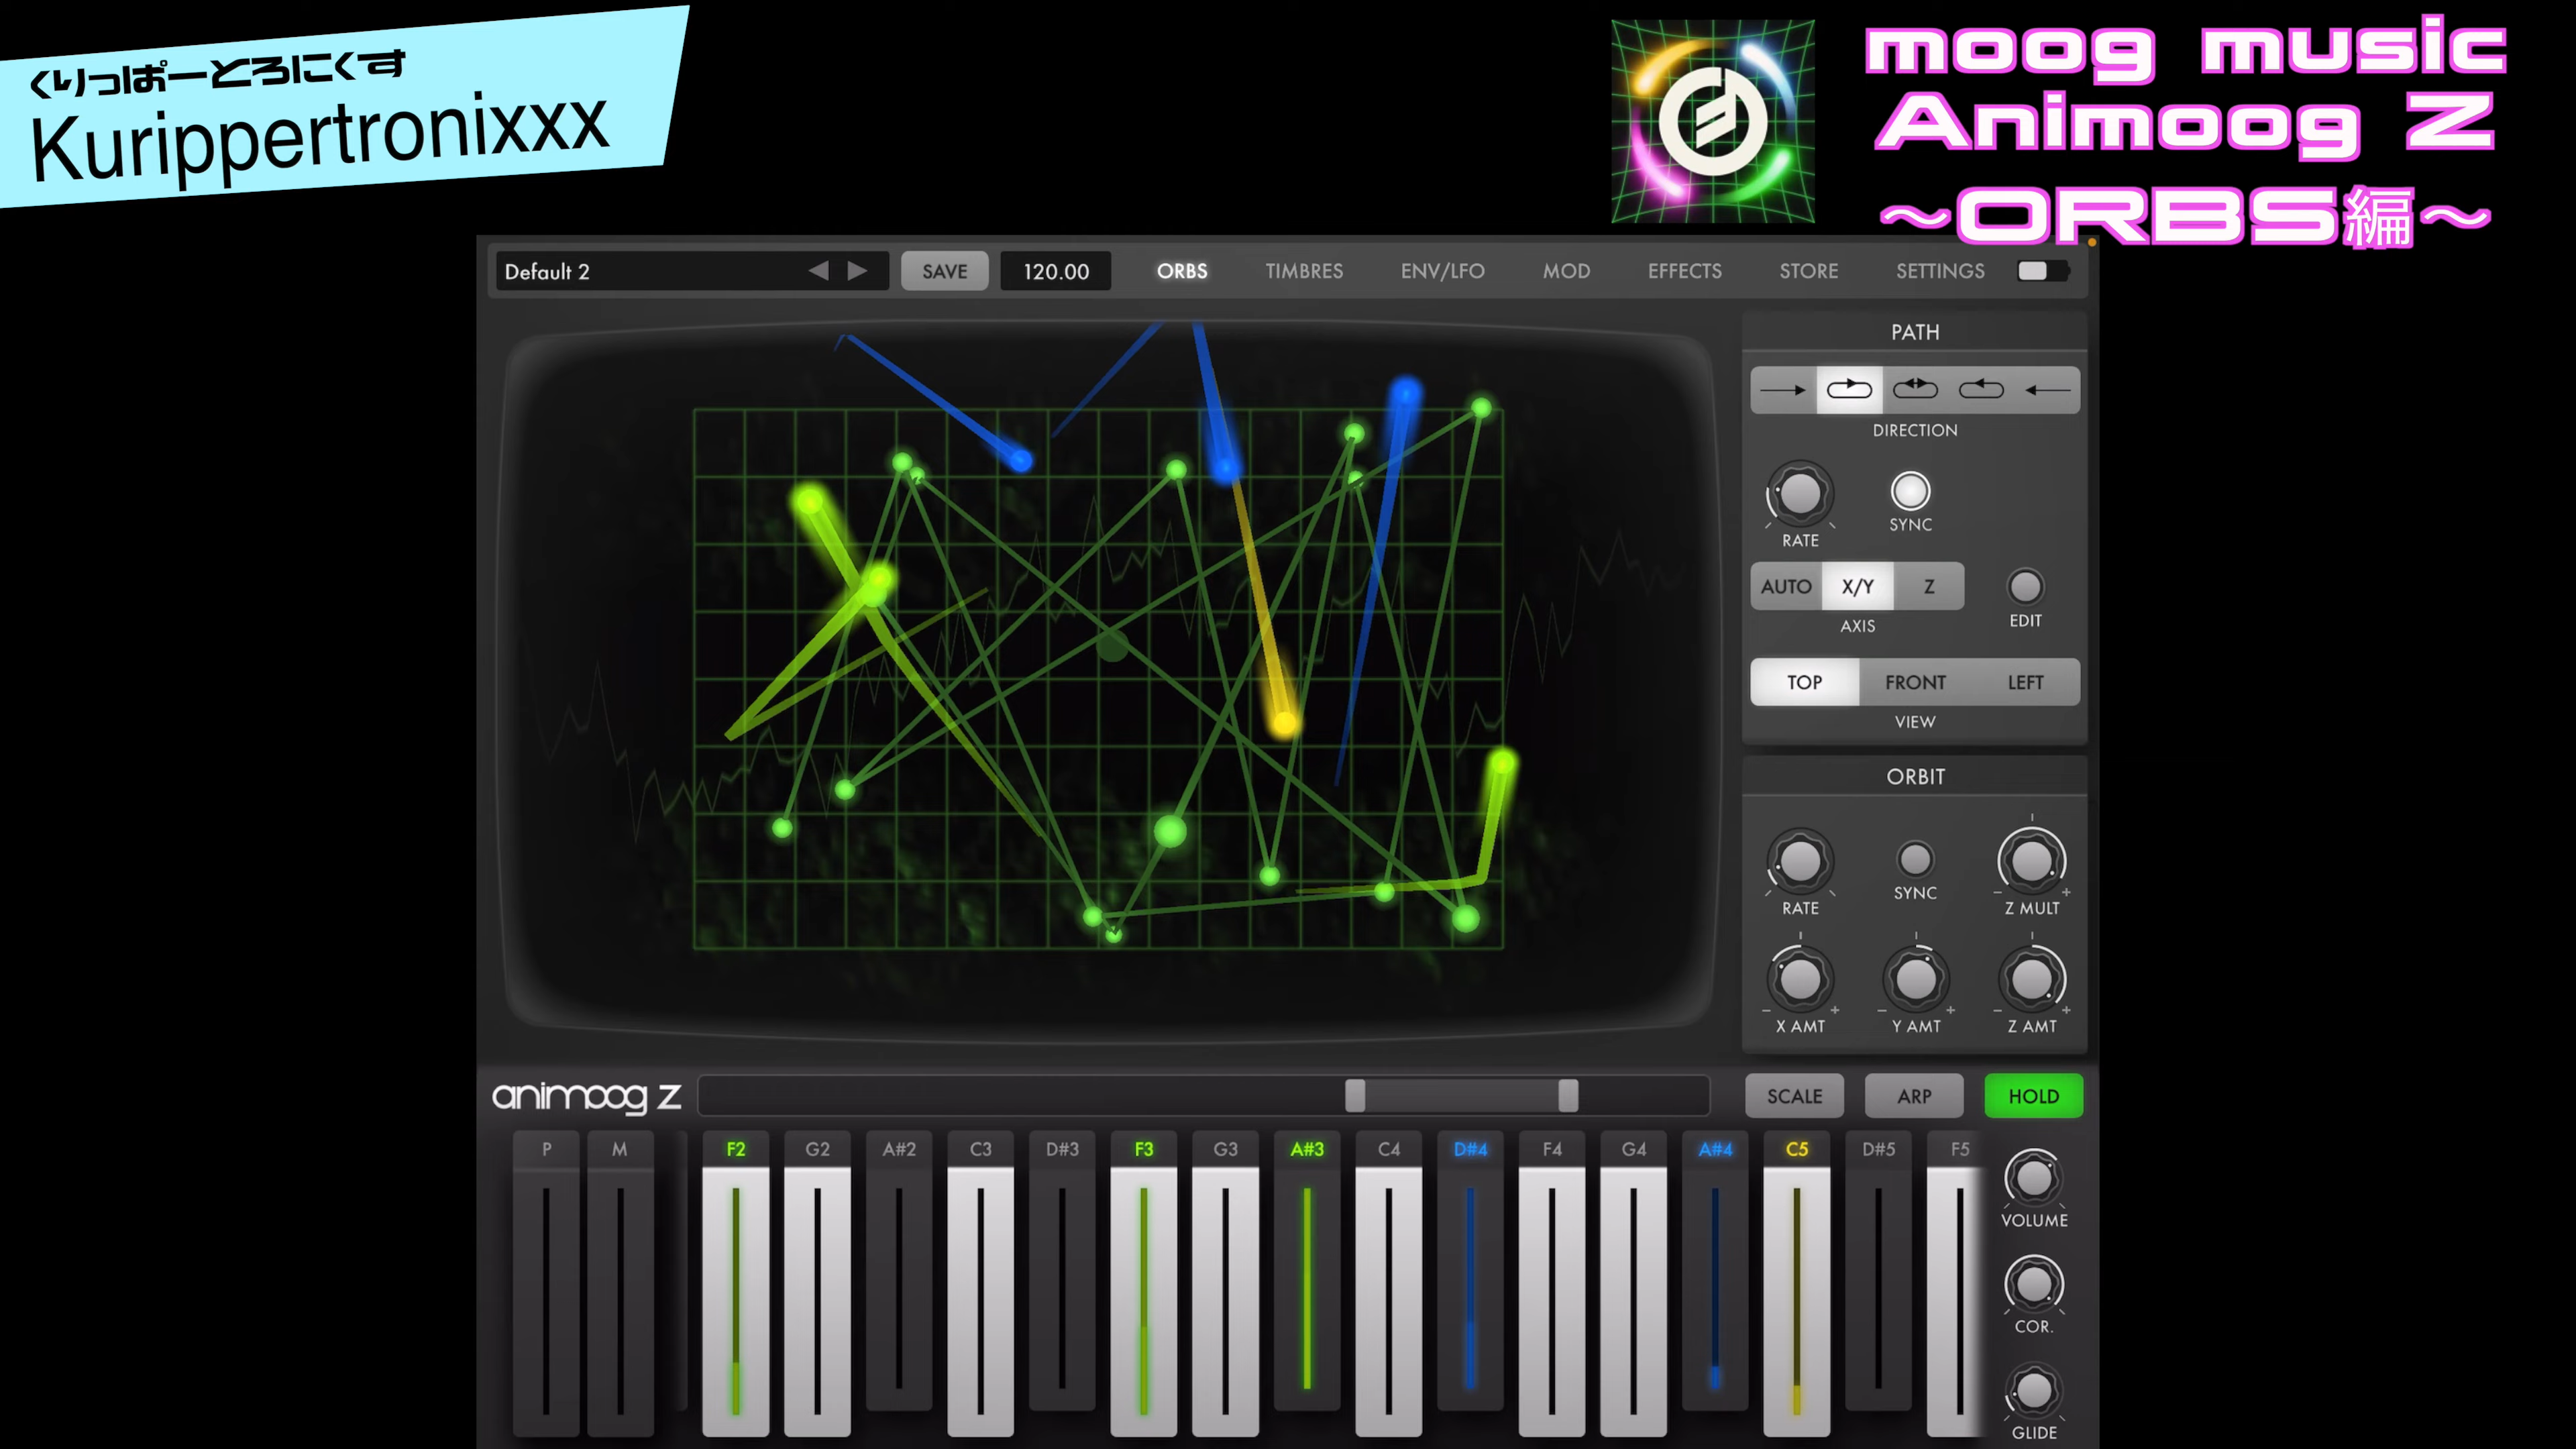 くりっぱーとろにくす
Kurippertronixxx
moog music
Animoog Z
～ORBS編～
Default 2
SAVE
120.00
ORBS
TIMBRES
ENV/LFO
MOD
EFFECTS
STORE
SETTINGS
PATH
DIRECTION
RATE
SYNC
AUTO
X/Y
Z
AXIS
EDIT
TOP
FRONT
LEFT
VIEW
ORBIT
RATE
SYNC
Z MULT
X AMT
Y AMT
Z AMT
animoog Z
SCALE
ARP
HOLD
P
M
F2
G2
A#2
C3
D#3
F3
G3
A#3
C4
D#4
F4
G4
A#4
C5
D#5
F5
VOLUME
COR.
GLIDE